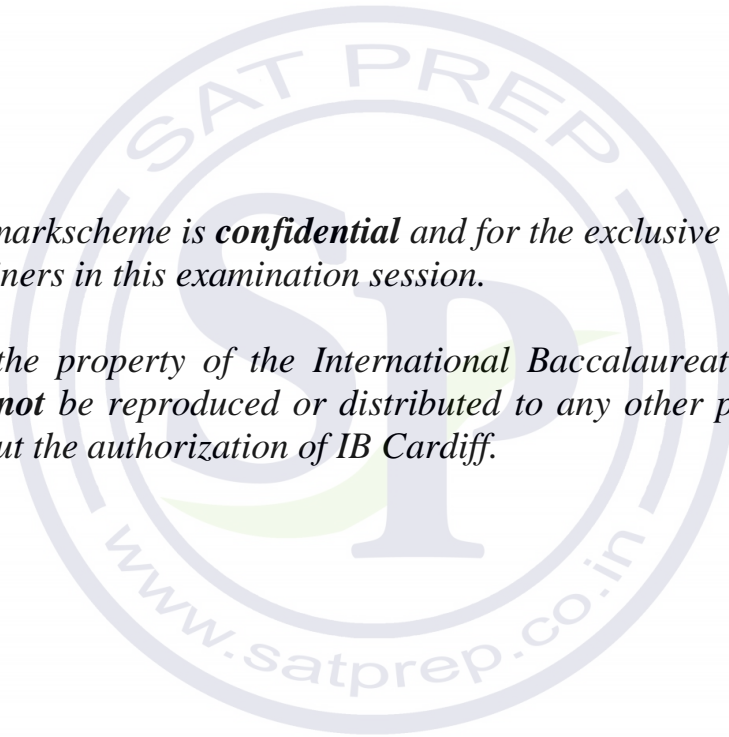 SAT PREP
markscheme is confidential and for the exclusive
iners in this examination session.
the property of the International Baccalaureat
not be reproduced or distributed to any other p
ut the authorization of IB Cardiff.
SP
www.satprep.co.in